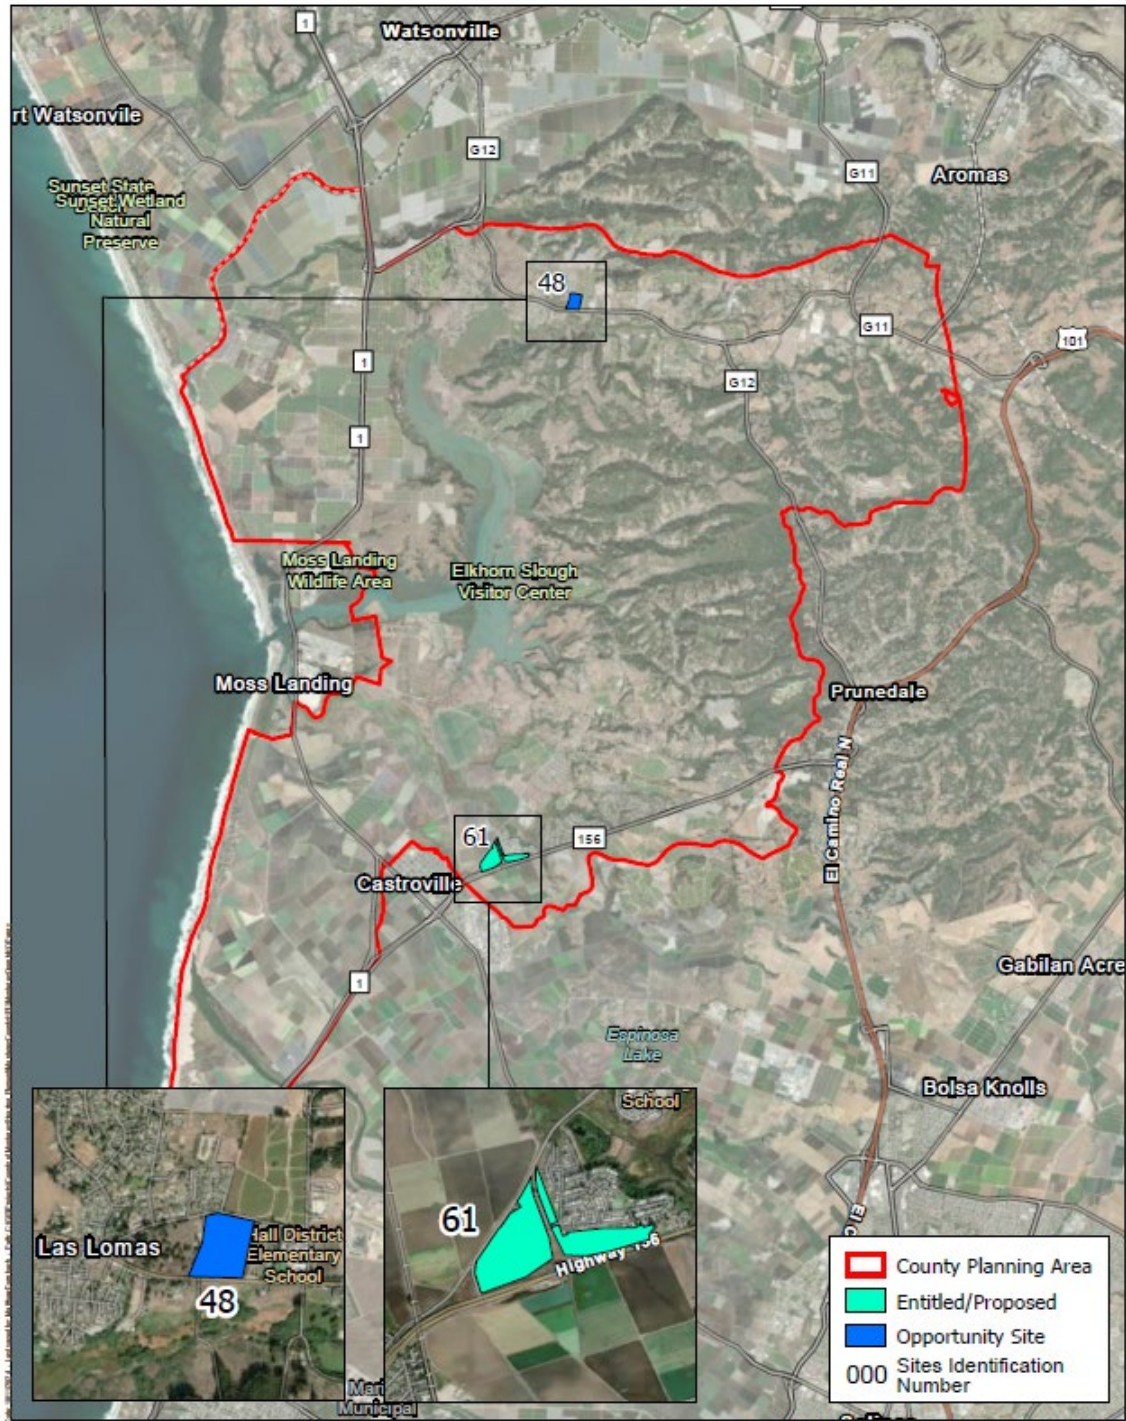 1
Watsonville
rt Watsonvile
G12
G11
Aromas
Sunset State
Beach
Sunset Wetland
Natural
Preserve
48
G11
101
1
G12
1
Moss Landing
Wildlife Area
Elkhorn Slough
Visitor Center
Moss Landing
Prunedale
El Camino Real N
61
156
Castroville
Gabilan Acre
1
Espinosa
Lake
Bolsa Knolls
School
61
Highway 156
Las Lomas
Hall District
Elementary
School
48
El C
County Planning Area
Entitled/Proposed
Opportunity Site
000 Sites Identification
Number
Mari
Municipal